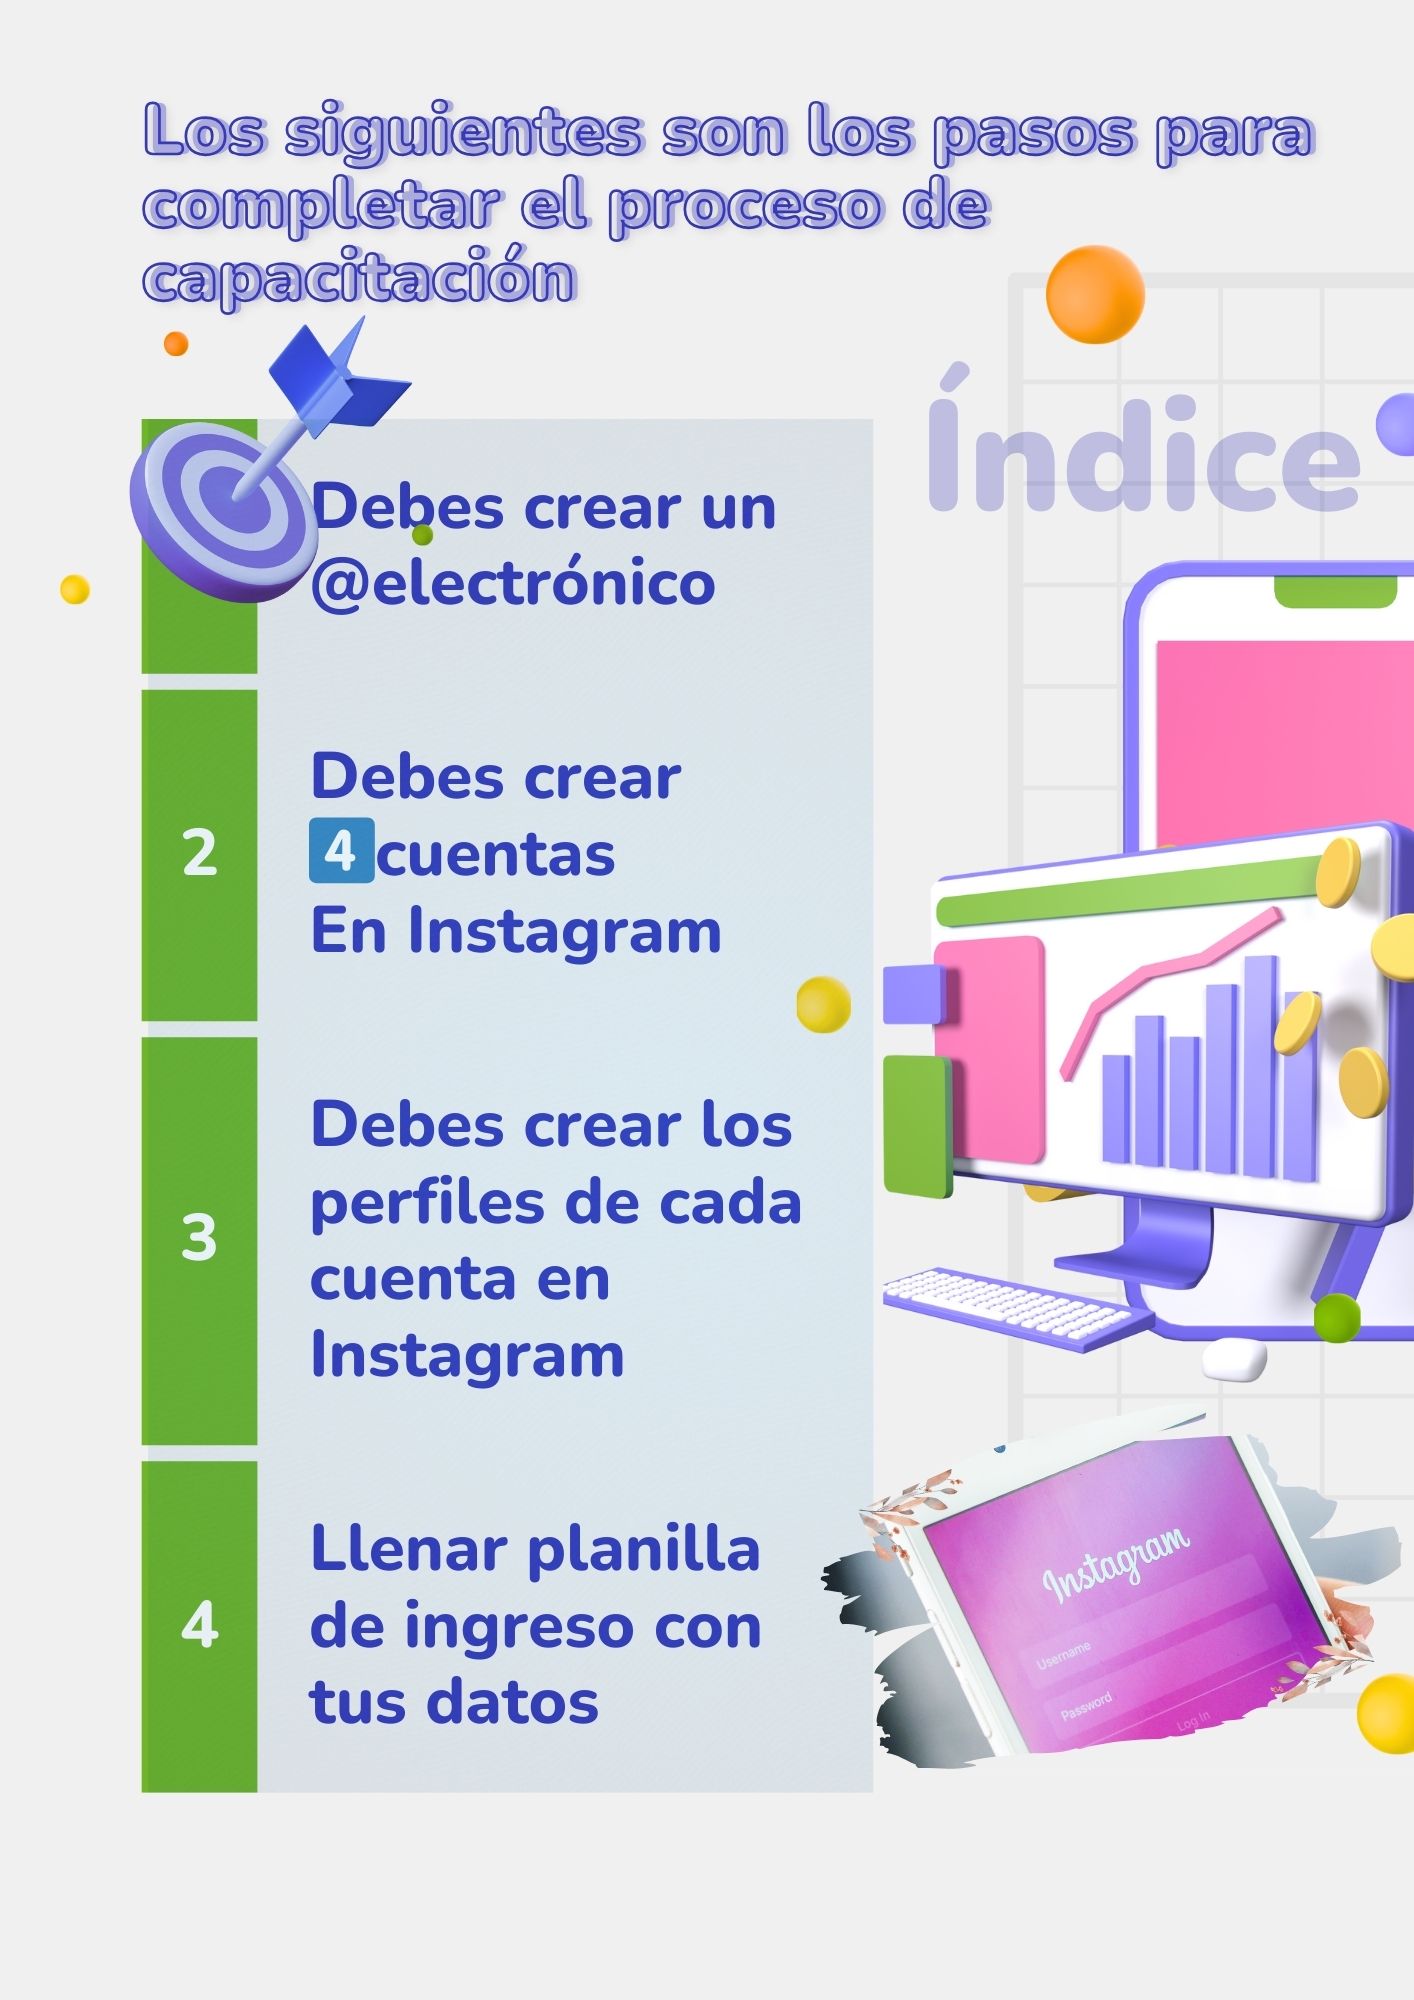 Los siguientes son los pasos para
completar el proceso de
capacitación
Índice
Debes crear un
@electrónico
2
Debes crear
4 cuentas
En Instagram
3
Debes crear los
perfiles de cada
cuenta en
Instagram
4
Llenar planilla
de ingreso con
tus datos
Instagram
Username
Password
Log In